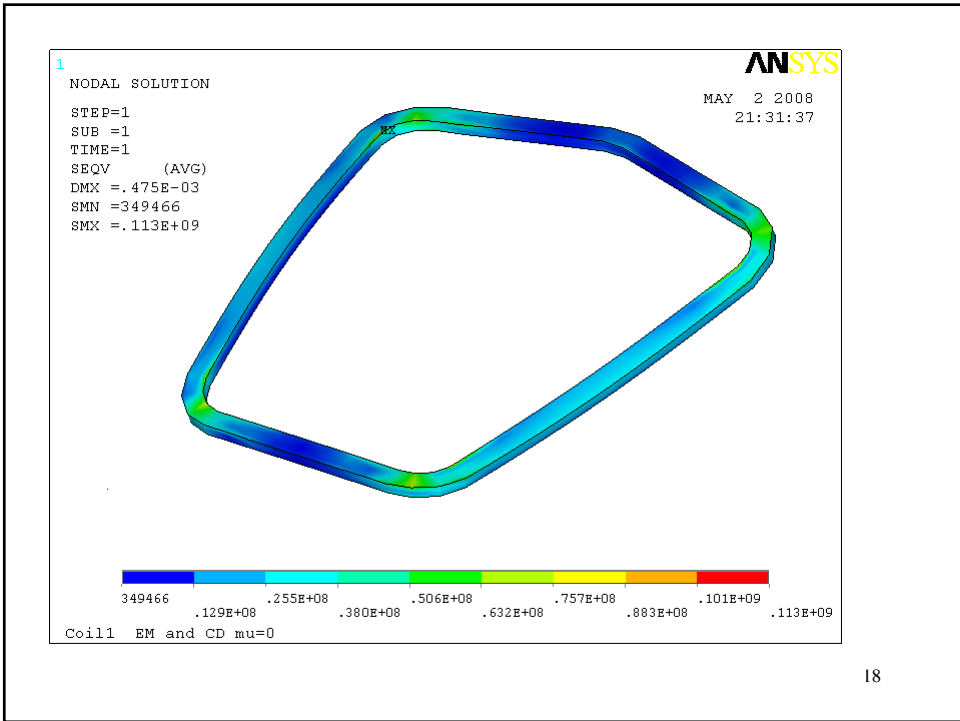 1
ANSYS
NODAL SOLUTION
MAY 2 2008
21:31:37
STEP=1
SUB =1
TIME=1
SEQV (AVG)
DMX =.475E-03
SMN =349466
SMX =.113E+09
MX
349466 .255E+08 .506E+08 .757E+08 .101E+09
.129E+08 .380E+08 .632E+08 .883E+08 .113E+09
Coil1 EM and CD mu=0
18